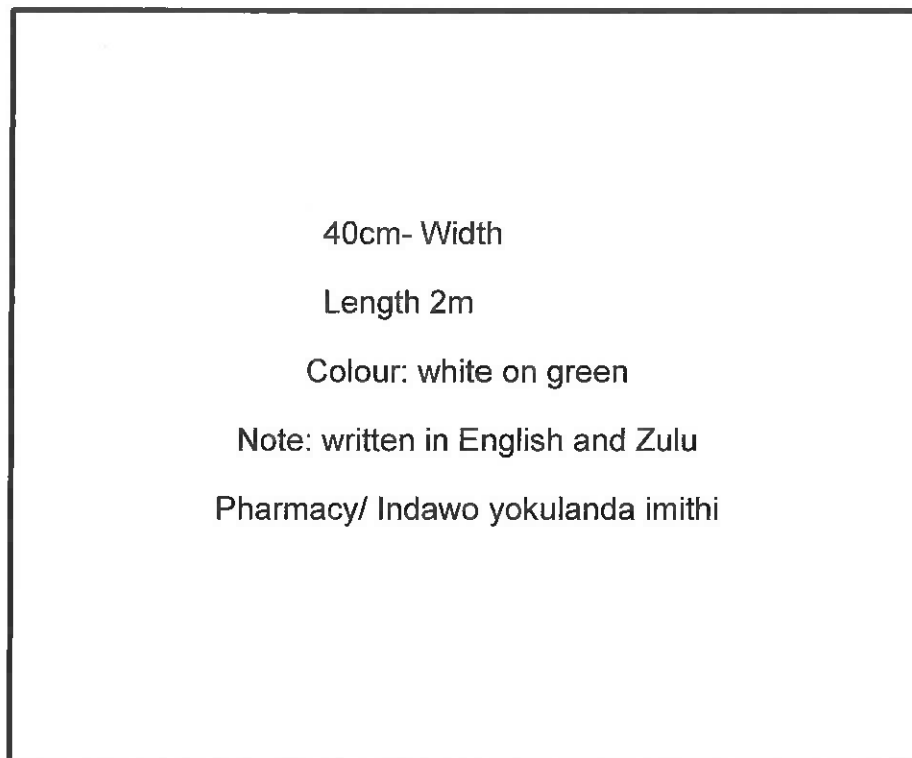 40cm- Width
Length 2m
Colour: white on green
Note: written in English and Zulu
Pharmacy/ Indawo yokulanda imithi